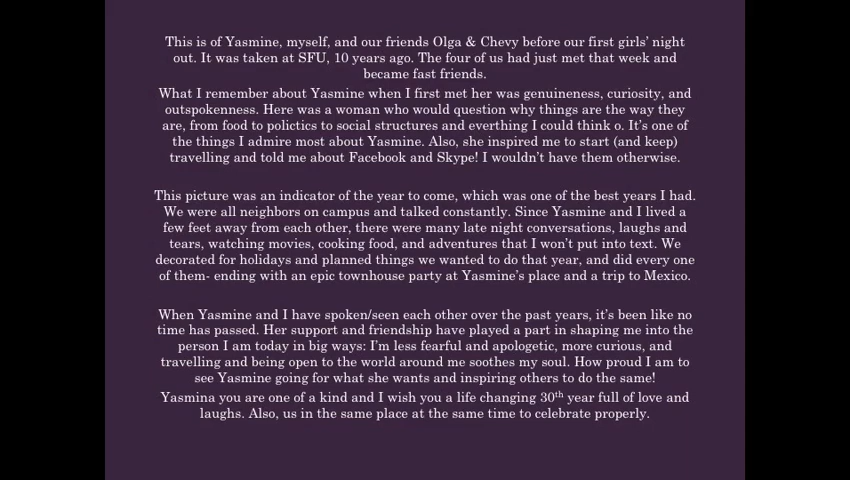 This is of Yasmine, myself, and our friends Olga & Chevy before our first girls' night
out. It was taken at SFU, 10 years ago. The four of us had just met that week and
became fast friends.
What I remember about Yasmine when I first met her was genuineness, curiosity, and
outspokenness. Here was a woman who would question why things are the way they
are, from food to polictics to social structures and everthing I could think o. It's one of
the things I admire most about Yasmine. Also, she inspired me to start (and keep)
travelling and told me about Facebook and Skype! I wouldn't have them otherwise.
This picture was an indicator of the year to come, which was one of the best years I had.
We were all neighbors on campus and talked constantly. Since Yasmine and I lived a
few feet away from each other, there were many late night conversations, laughs and
tears, watching movies, cooking food, and adventures that I won't put into text. We
decorated for holidays and planned things we wanted to do that year, and did every one
of them- ending with an epic townhouse party at Yasmine's place and a trip to Mexico.
When Yasmine and I have spoken/seen each other over the past years, it's been like no
time has passed. Her support and friendship have played a part in shaping me into the
person I am today in big ways: I'm less fearful and apologetic, more curious, and
travelling and being open to the world around me soothes my soul. How proud I am to
see Yasmine going for what she wants and inspiring others to do the same!
Yasmina you are one of a kind and I wish you a life changing 30th year full of love and
laughs. Also, us in the same place at the same time to celebrate properly.